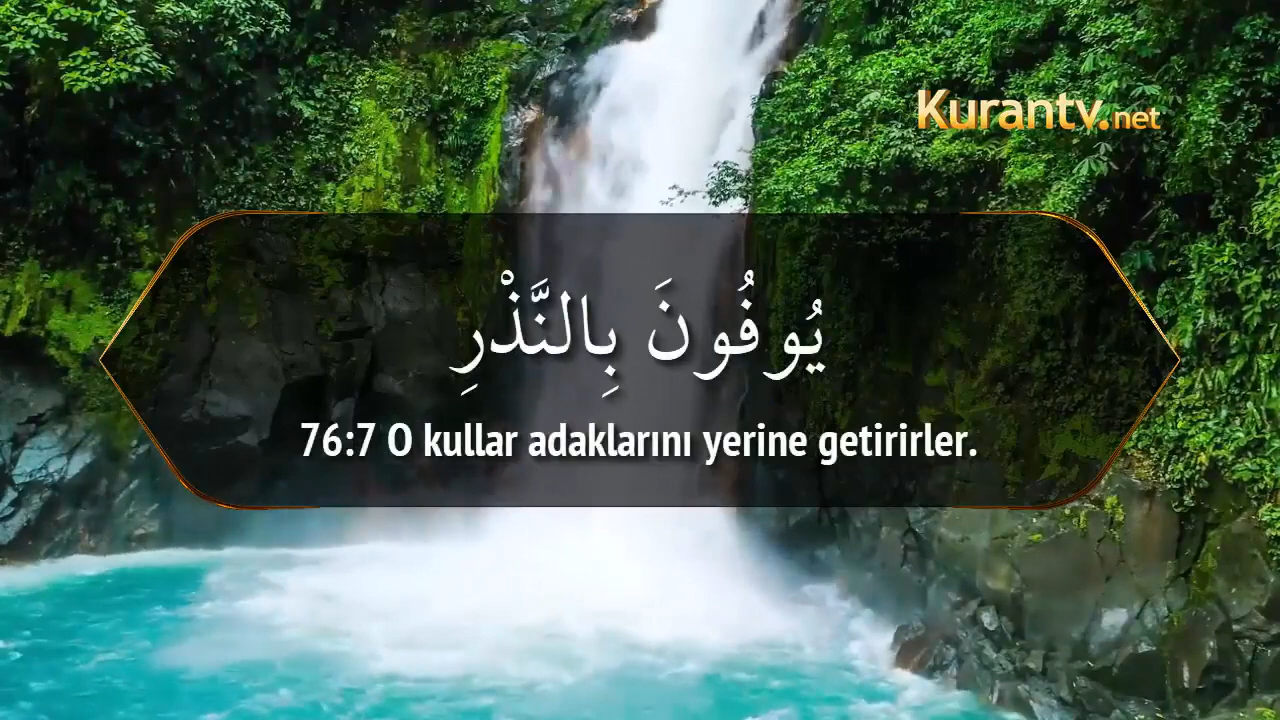 Kurantv.net
يُوفُونَ بِالنَّذْرِ
76:7 O kullar adaklarını yerine getirirler.